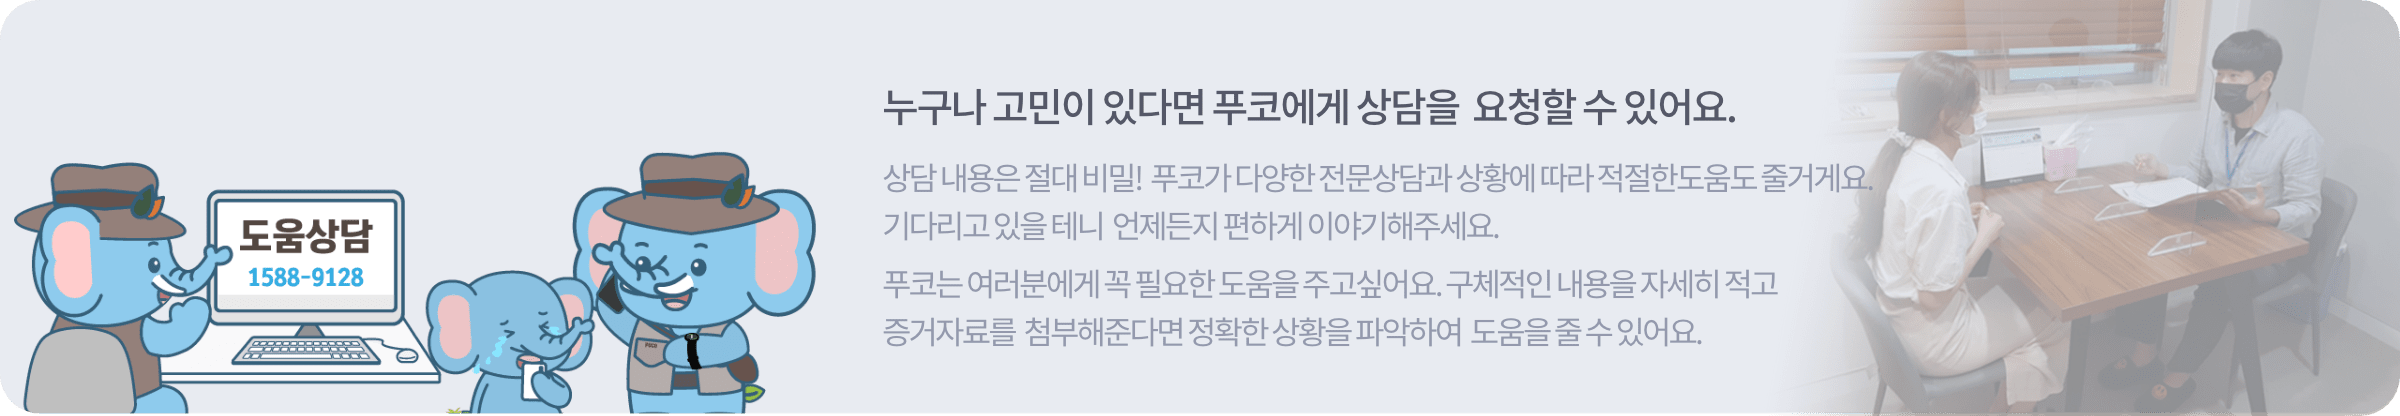 누구나 고민이 있다면 푸코에게 상담을 요청할 수 있어요.
상담 내용은 절대 비밀! 푸코가 다양한 전문상담과 상황에 따라 적절한도움도 줄거게요.
기다리고 있을 테니 언제든지 편하게 이야기해주세요.
푸코는 여러분에게 꼭 필요한 도움을 주고싶어요. 구체적인 내용을 자세히 적고
증거자료를 첨부해준다면 정확한 상황을 파악하여 도움을 줄 수 있어요.
도움상담
1588-9128